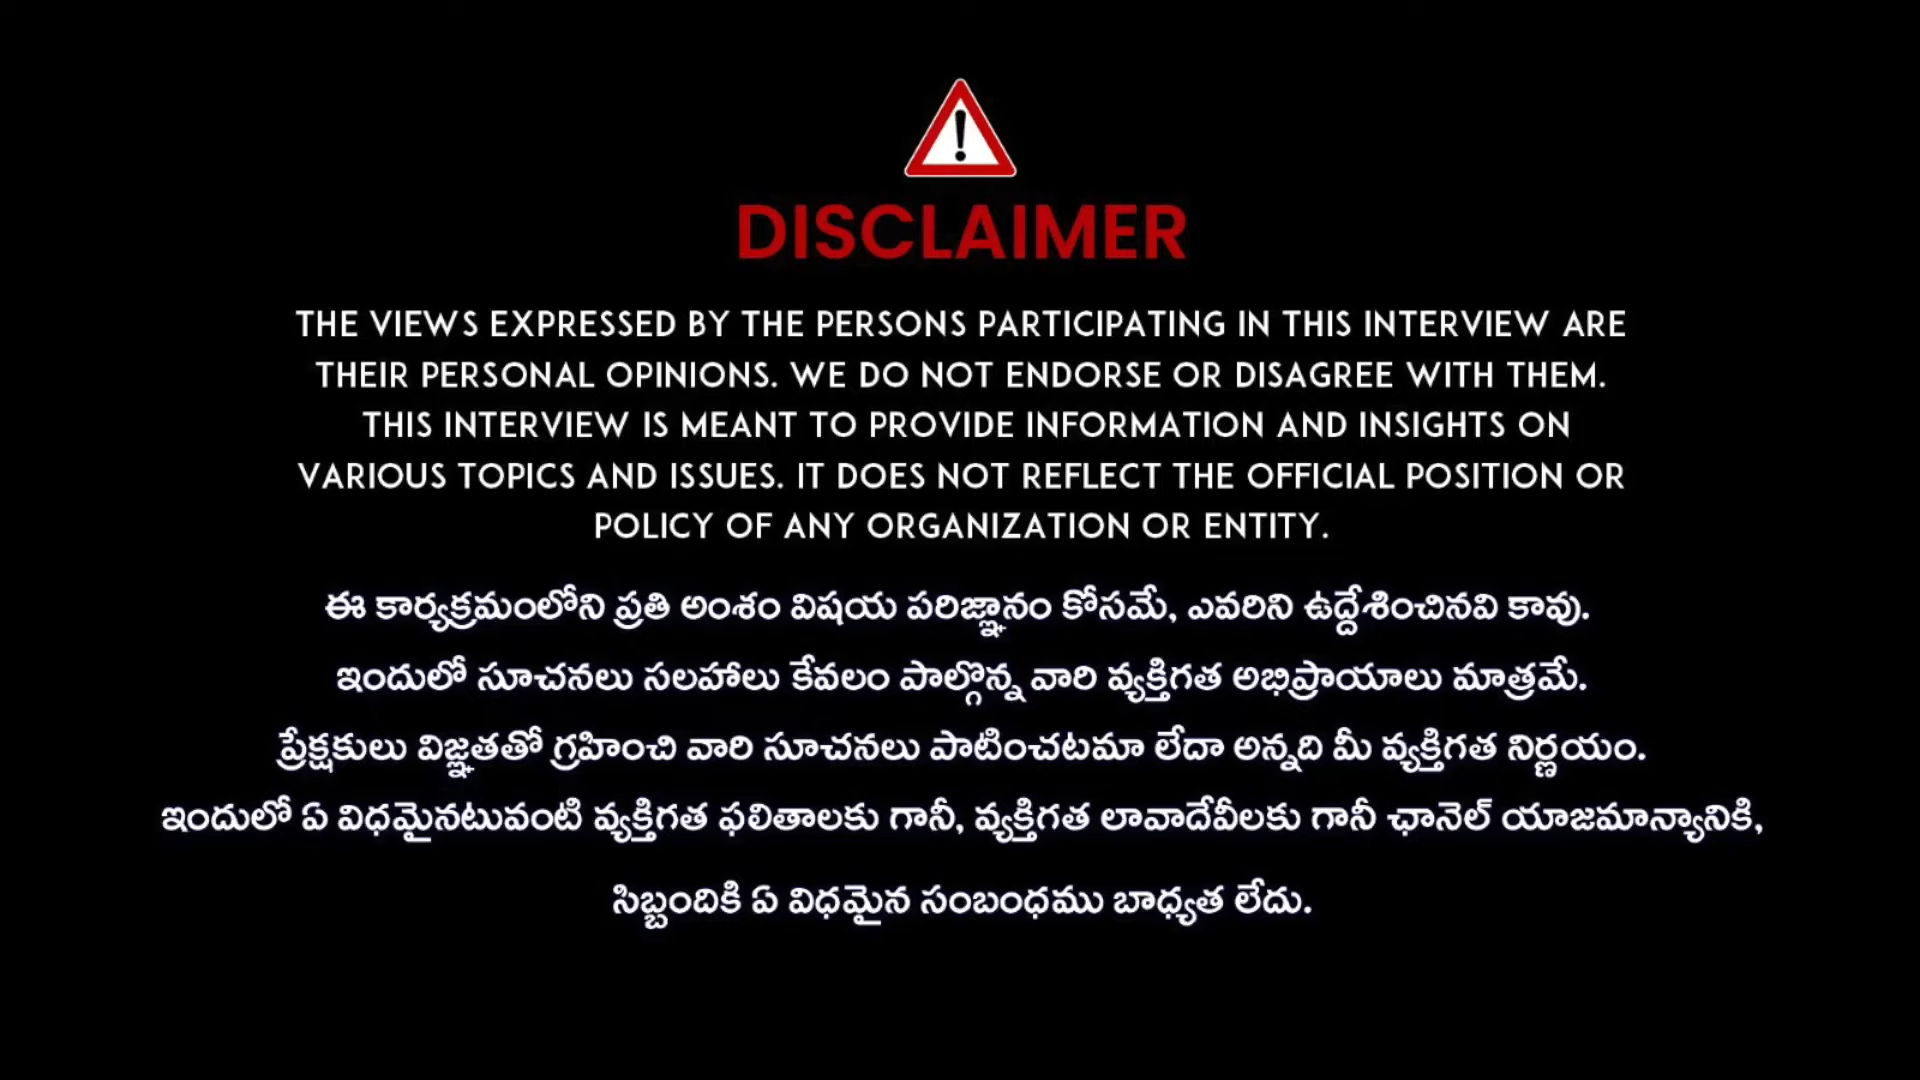 DISCLAIMER
THE VIEWS EXPRESSED BY THE PERSONS PARTICIPATING IN THIS INTERVIEW ARE
THEIR PERSONAL OPINIONS. WE DO NOT ENDORSE OR DISAGREE WITH THEM.
THIS INTERVIEW IS MEANT TO PROVIDE INFORMATION AND INSIGHTS ON
VARIOUS TOPICS AND ISSUES. IT DOES NOT REFLECT THE OFFICIAL POSITION OR
POLICY OF ANY ORGANIZATION OR ENTITY.
ఈ కార్యక్రమంలోని ప్రతి అంశం విషయ పరిజ్ఞానం కోసమే, ఎవరిని ఉద్దేశించినవి కావు.
ఇందులో సూచనలు సలహాలు కేవలం పాల్గొన్న వారి వ్యక్తిగత అభిప్రాయాలు మాత్రమే.
ప్రేక్షకులు విజ్ఞతతో గ్రహించి వారి సూచనలు పాటించటమా లేదా అన్నది మీ వ్యక్తిగత నిర్ణయం.
ఇందులో ఏ విధమైనటువంటి వ్యక్తిగత ఫలితాలకు గానీ, వ్యక్తిగత లావాదేవీలకు గానీ ఛానెల్ యాజమాన్యానికి,
సిబ్బందికి ఏ విధమైన సంబంధము బాధ్యత లేదు.